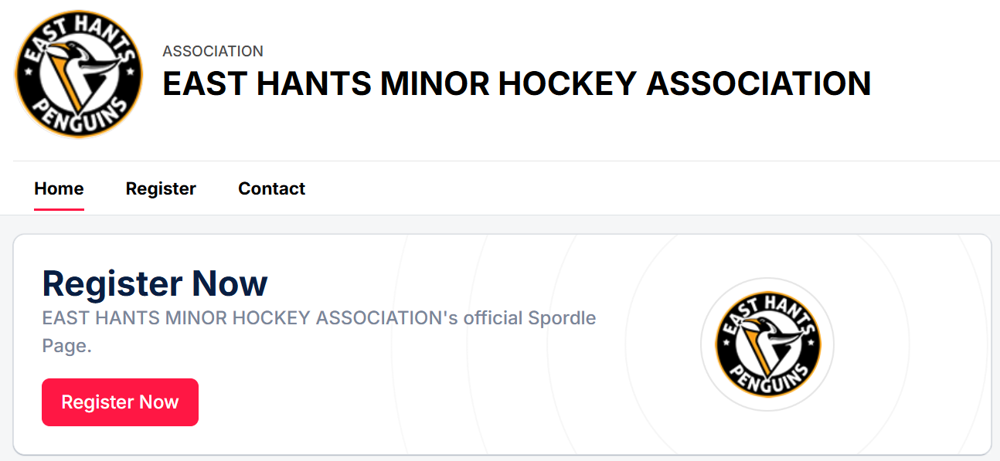 EAST HANTS
PENGUINS
ASSOCIATION
EAST HANTS MINOR HOCKEY ASSOCIATION
Home Register Contact
Register Now
EAST HANTS MINOR HOCKEY ASSOCIATION's official Spordle
Page.
Register Now
EAST HANTS
PENGUINS